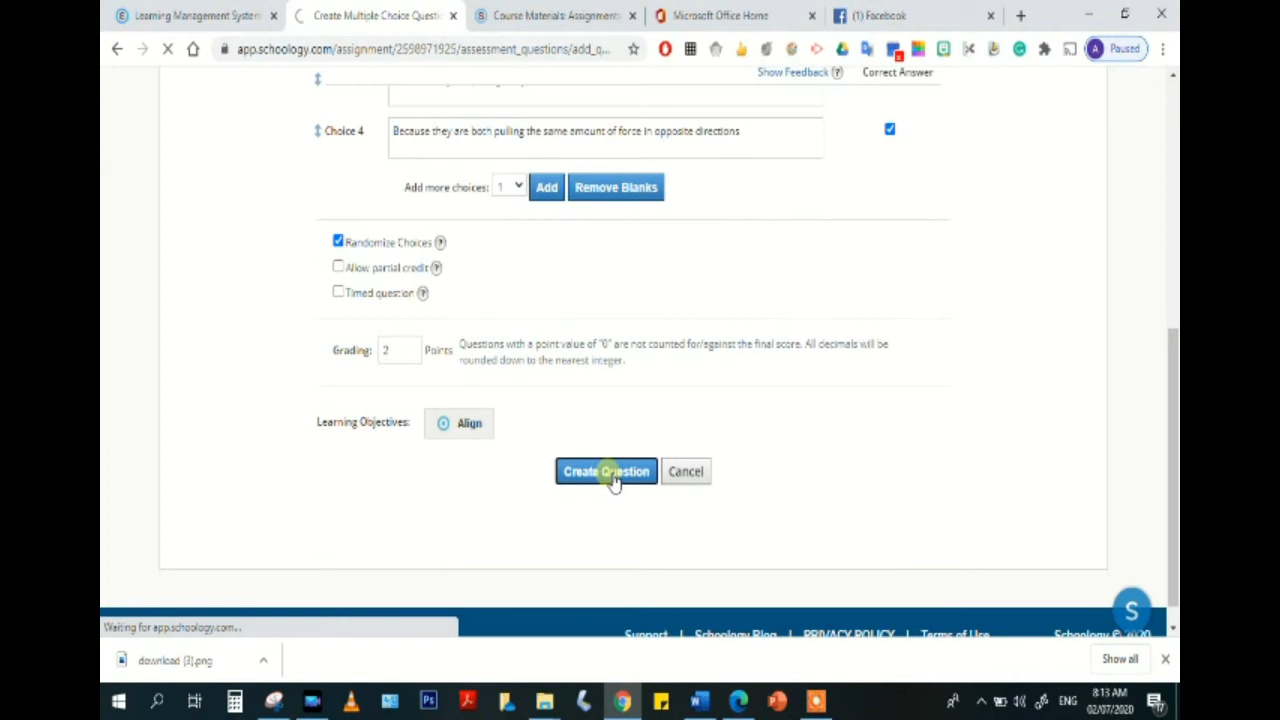 Learning Management System
Create Multiple Choice Questi
Course Materials: Assignments
Microsoft Office Home
(1) Facebook
app.schoology.com/assignment/2598971925/assessment_questions/add_q...
A Paused
Show Feedback (?) Correct Answer
Choice 4
Because they are both pulling the same amount of force in opposite directions
Add more choices: 1 Add Remove Blanks
Randomize Choices (?)
Allow partial credit (?)
Timed question (?)
Grading: 2 Points
Questions with a point value of "0" are not counted for/against the final score. All decimals will be
rounded down to the nearest integer.
Learning Objectives: Align
Create Question Cancel
S
Waiting for app.schoology.com...
Support | Schoology Blog | PRIVACY POLICY | Terms of Use
Schoology © 2020
download (3).png
Show all
ENG
8:13 AM
02/07/2020